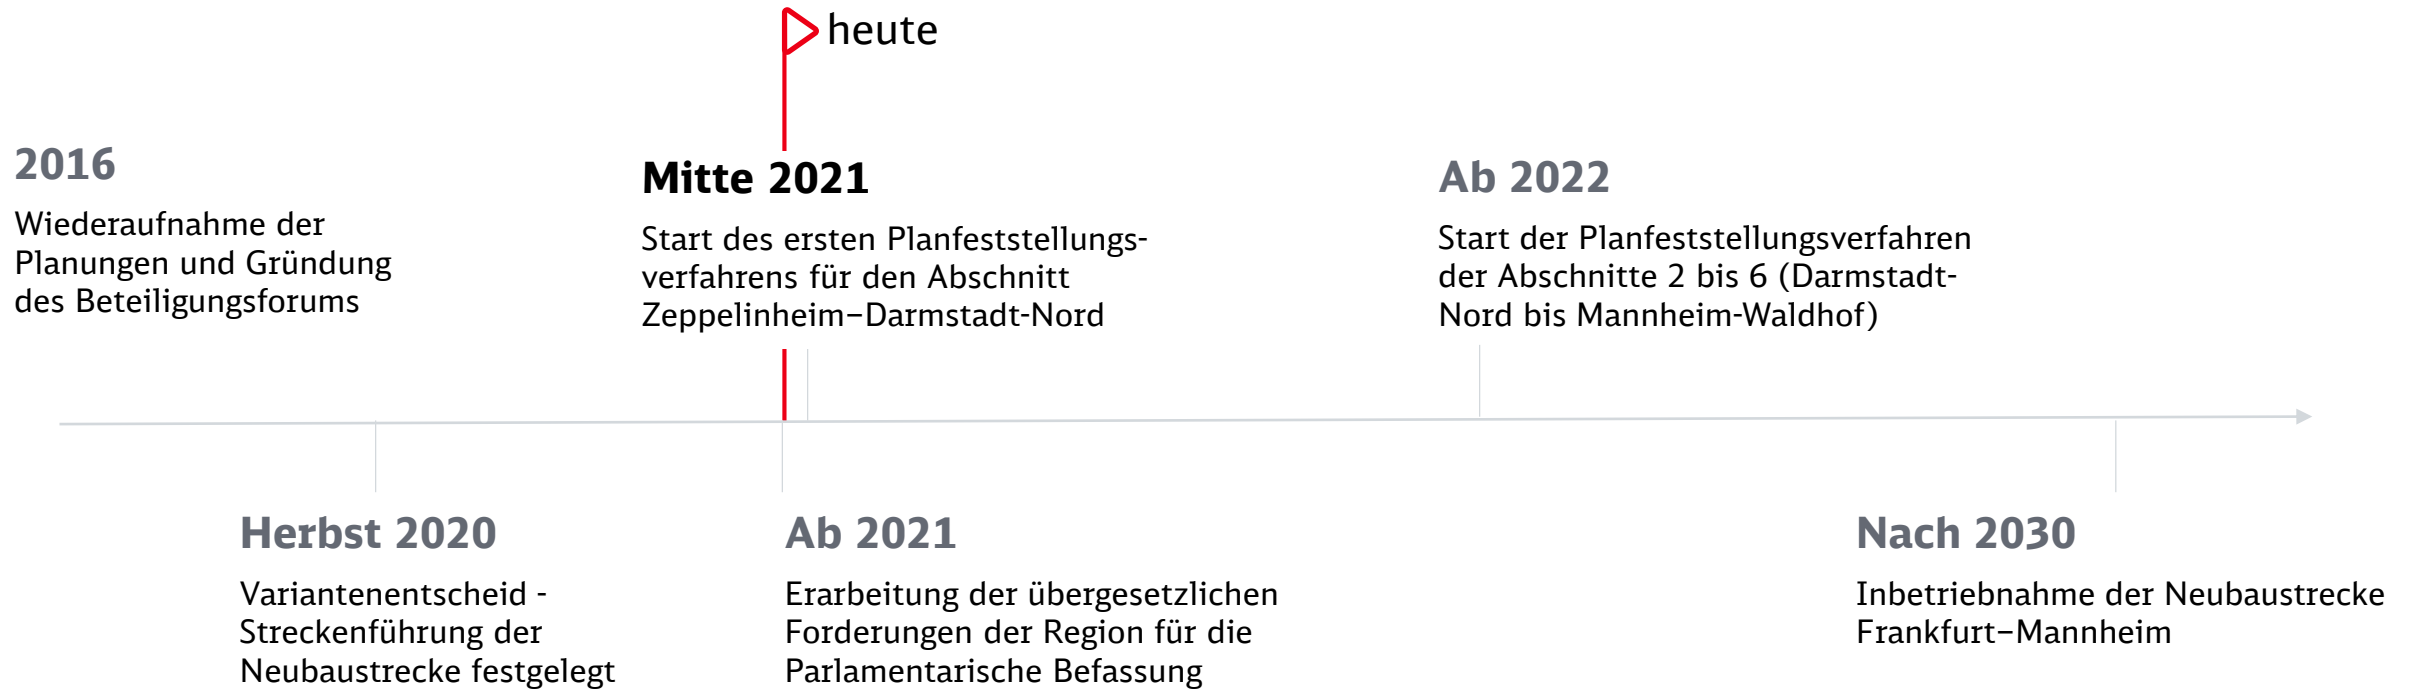 heute
2016
Wiederaufnahme der
Planungen und Gründung
des Beteiligungsforums
Mitte 2021
Start des ersten Planfeststellungs-
verfahrens für den Abschnitt
Zeppelinheim–Darmstadt-Nord
Ab 2022
Start der Planfeststellungsverfahren
der Abschnitte 2 bis 6 (Darmstadt-
Nord bis Mannheim-Waldhof)
Herbst 2020
Variantenentscheid -
Streckenführung der
Neubaustrecke festgelegt
Ab 2021
Erarbeitung der übergesetzlichen
Forderungen der Region für die
Parlamentarische Befassung
Nach 2030
Inbetriebnahme der Neubaustrecke
Frankfurt–Mannheim